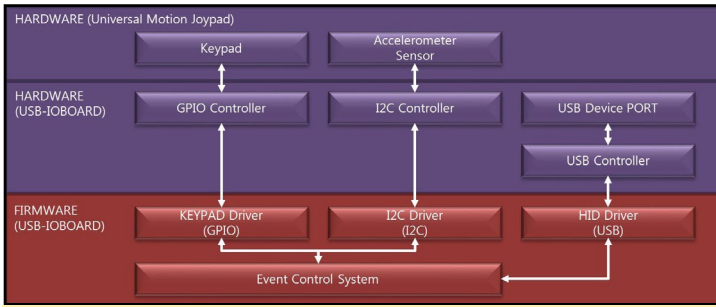 HARDWARE (Universal Motion Joypad)
Keypad
Accelerometer
Sensor
HARDWARE
(USB-IOBOARD)
GPIO Controller
I2C Controller
USB Device PORT
USB Controller
FIRMWARE
(USB-IOBOARD)
KEYPAD Driver
(GPIO)
I2C Driver
(I2C)
HID Driver
(USB)
Event Control System